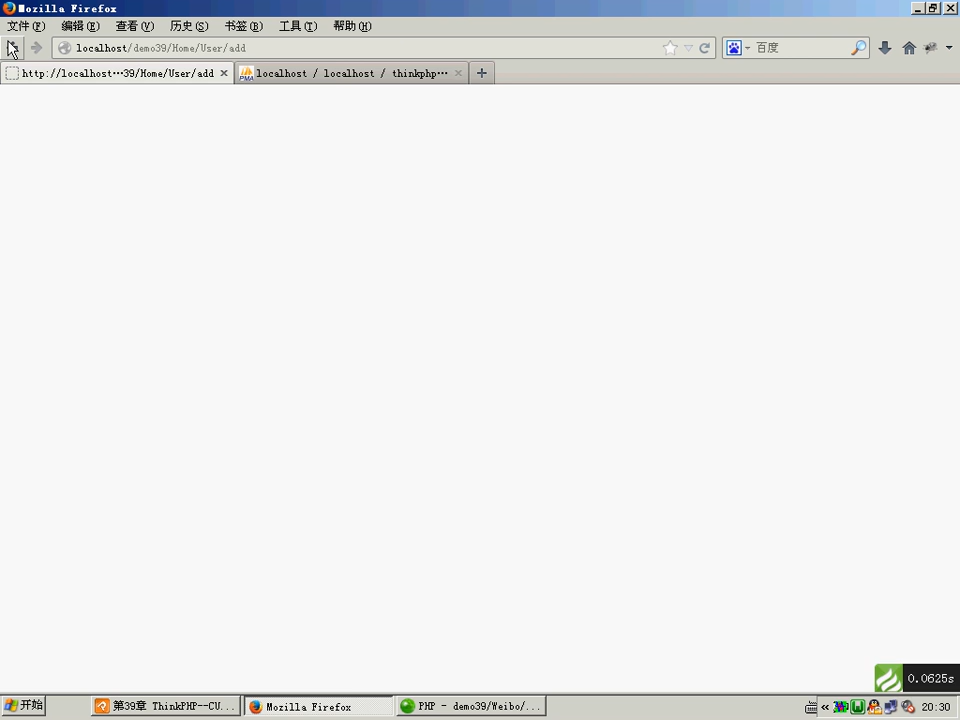 Mozilla Firefox
文件(F) 编辑(E) 查看(V) 历史(S) 书签(B) 工具(T) 帮助(H)
localhost/demo39/Home/User/add 百度
http://localhost…39/Home/User/add localhost / localhost / thinkphp…
0.0625s
开始 第39章 ThinkPHP--CU... Mozilla Firefox PHP - demo39/Weibo/... 20:30